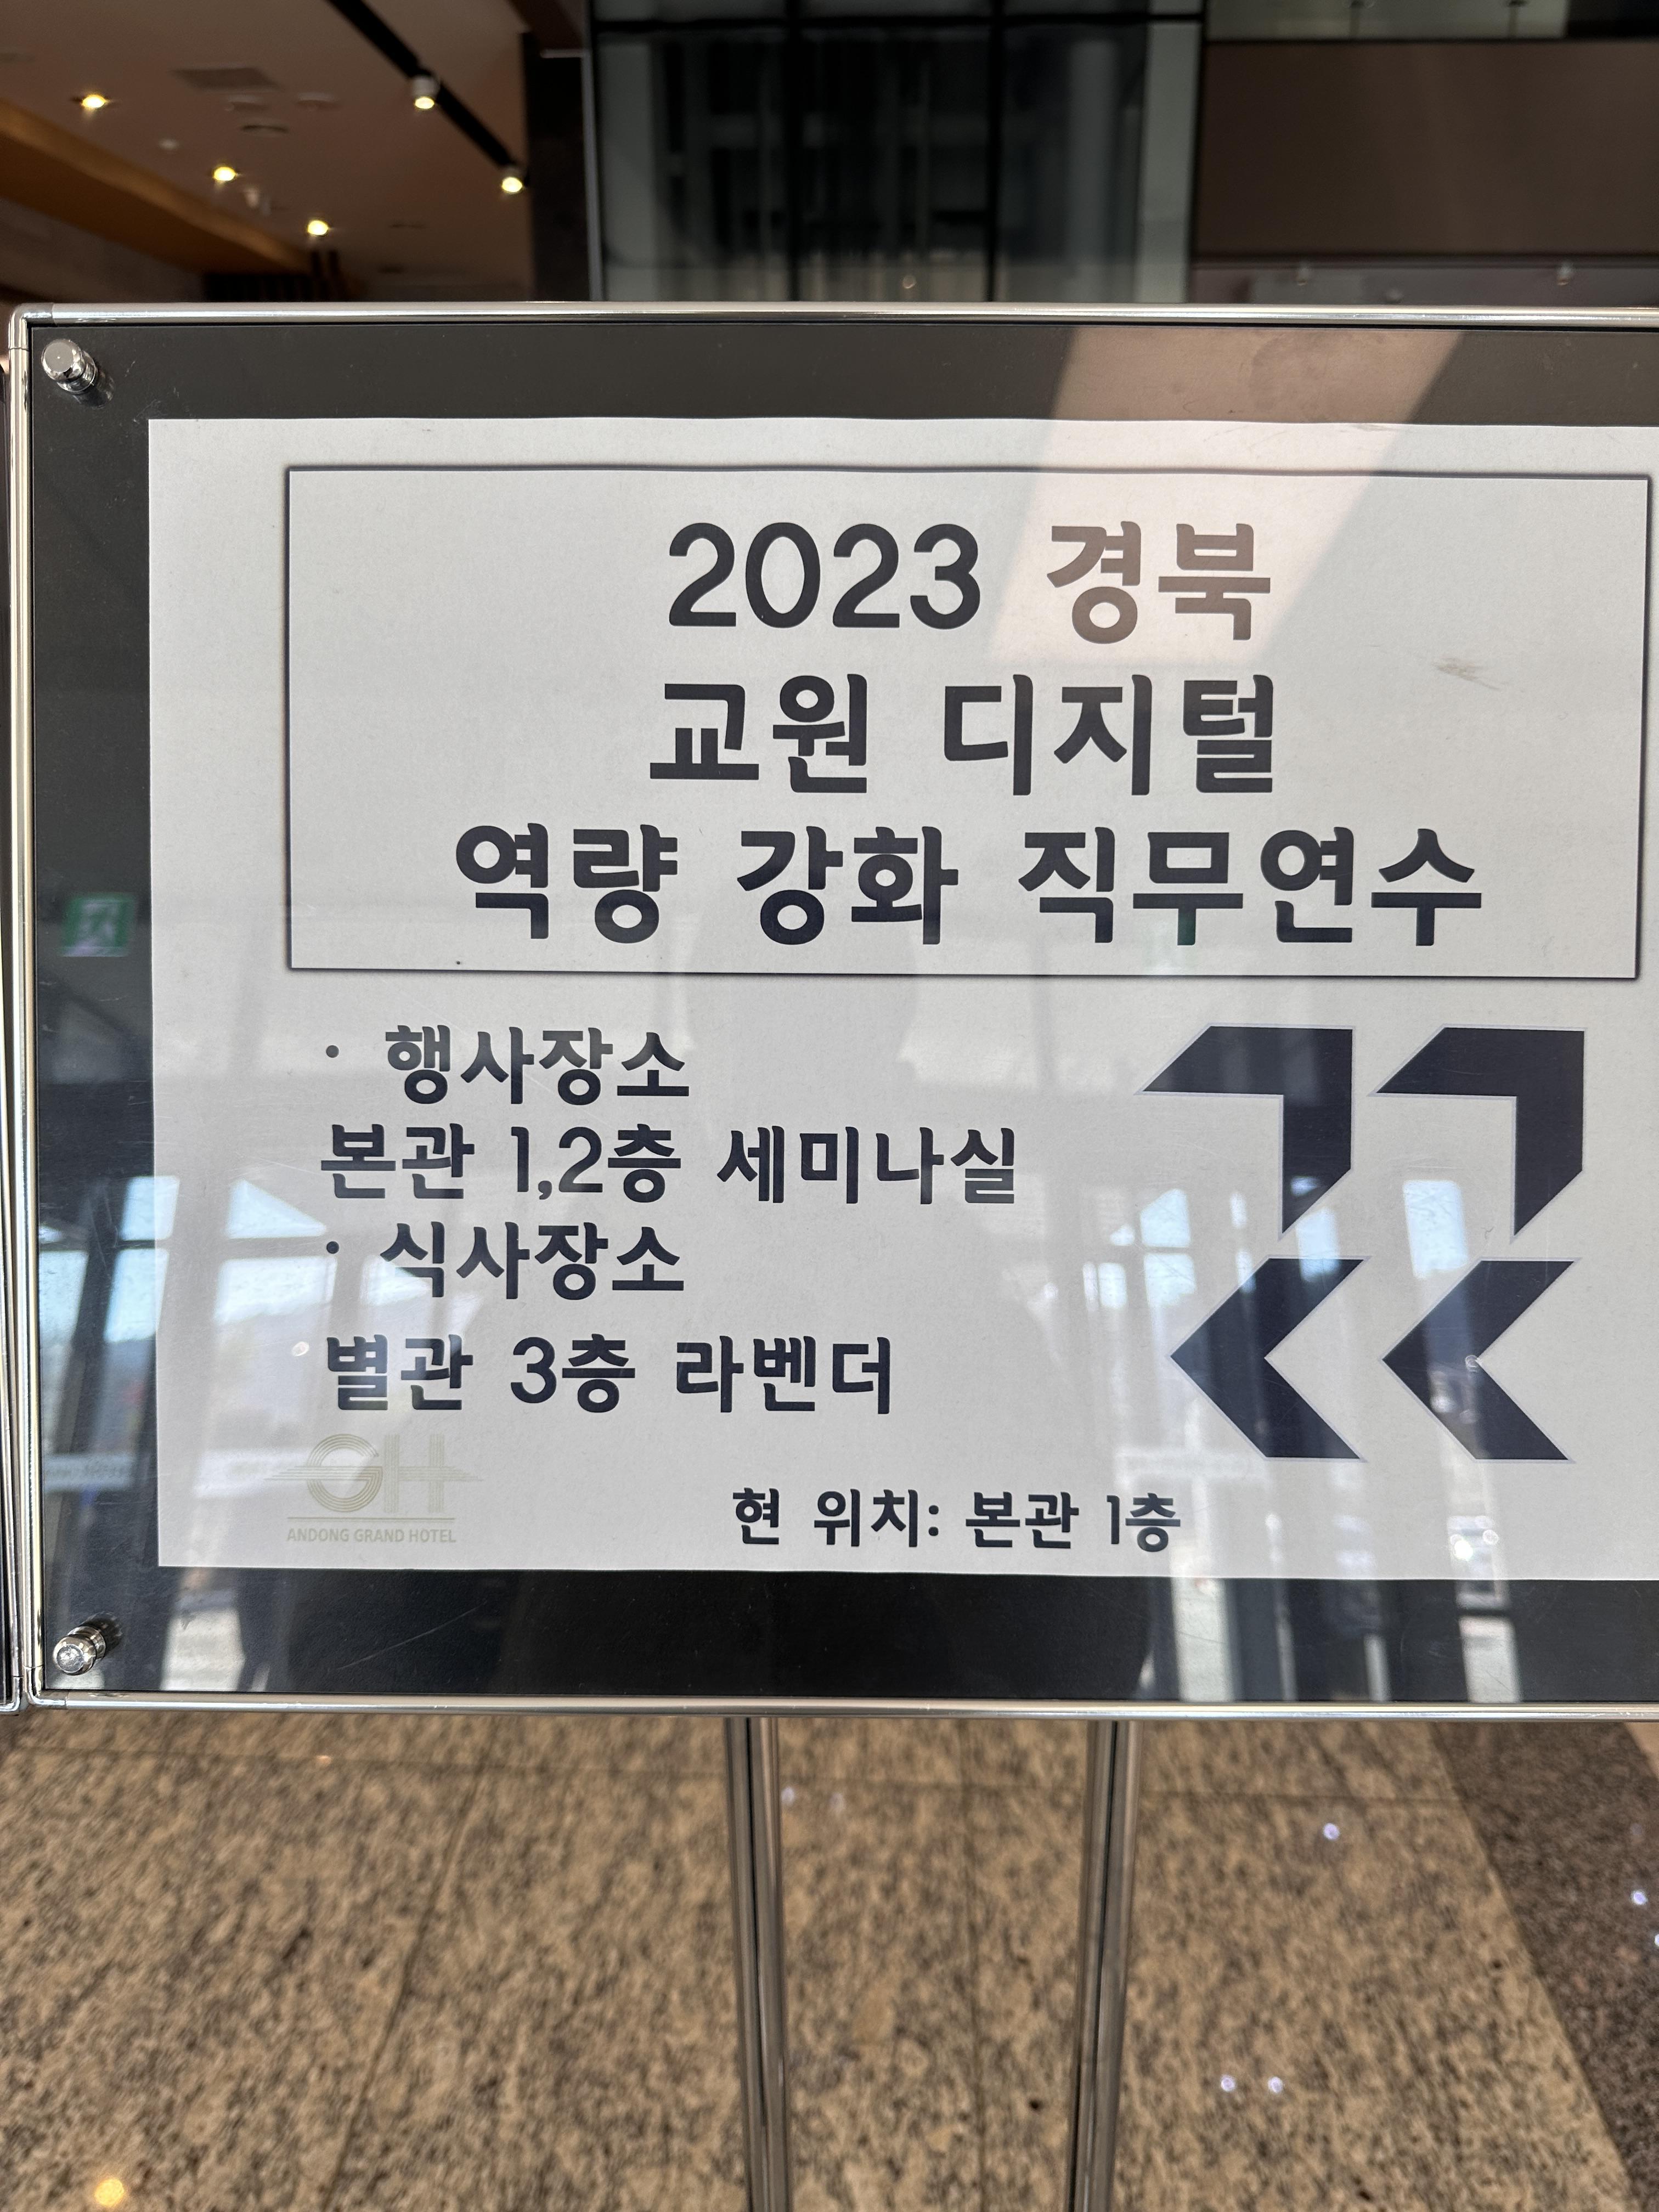 2023 경북
교원 디지털
역량 강화 직무연수
· 행사장소
본관 1,2층 세미나실
· 식사장소
별관 3층 라벤더
GH
ANDONG GRAND HOTEL
현 위치: 본관 1층